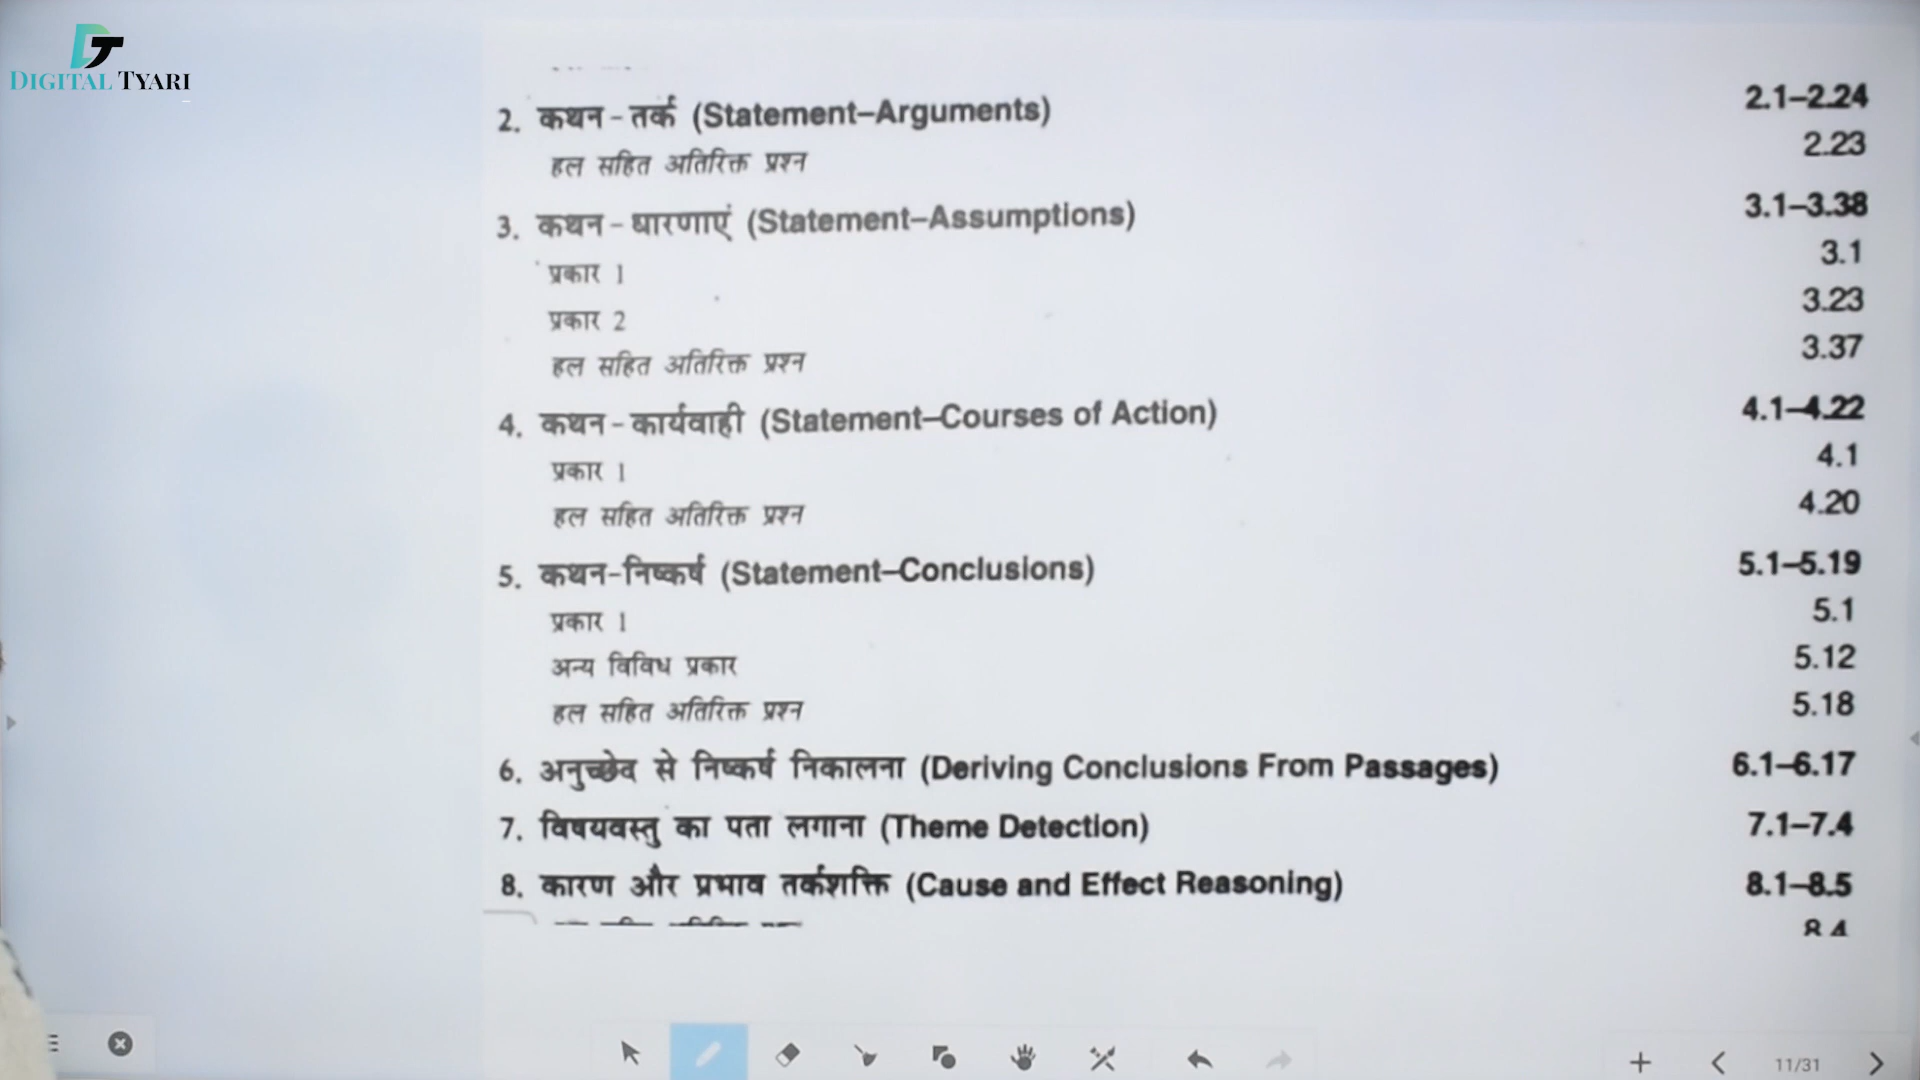 DIGITAL TYARI
2. कथन - तर्क (Statement–Arguments) 2.1–2.24
हल सहित अतिरिक्त प्रश्न 2.23
3. कथन - धारणाएं (Statement–Assumptions) 3.1–3.38
प्रकार 1 3.1
प्रकार 2 3.23
हल सहित अतिरिक्त प्रश्न 3.37
4. कथन - कार्यवाही (Statement–Courses of Action) 4.1–4.22
प्रकार 1 4.1
हल सहित अतिरिक्त प्रश्न 4.20
5. कथन-निष्कर्ष (Statement–Conclusions) 5.1–5.19
प्रकार 1 5.1
अन्य विविध प्रकार 5.12
हल सहित अतिरिक्त प्रश्न 5.18
6. अनुच्छेद से निष्कर्ष निकालना (Deriving Conclusions From Passages) 6.1–6.17
7. विषयवस्तु का पता लगाना (Theme Detection) 7.1–7.4
8. कारण और प्रभाव तर्कशक्ति (Cause and Effect Reasoning) 8.1–8.5
8.4
11/31